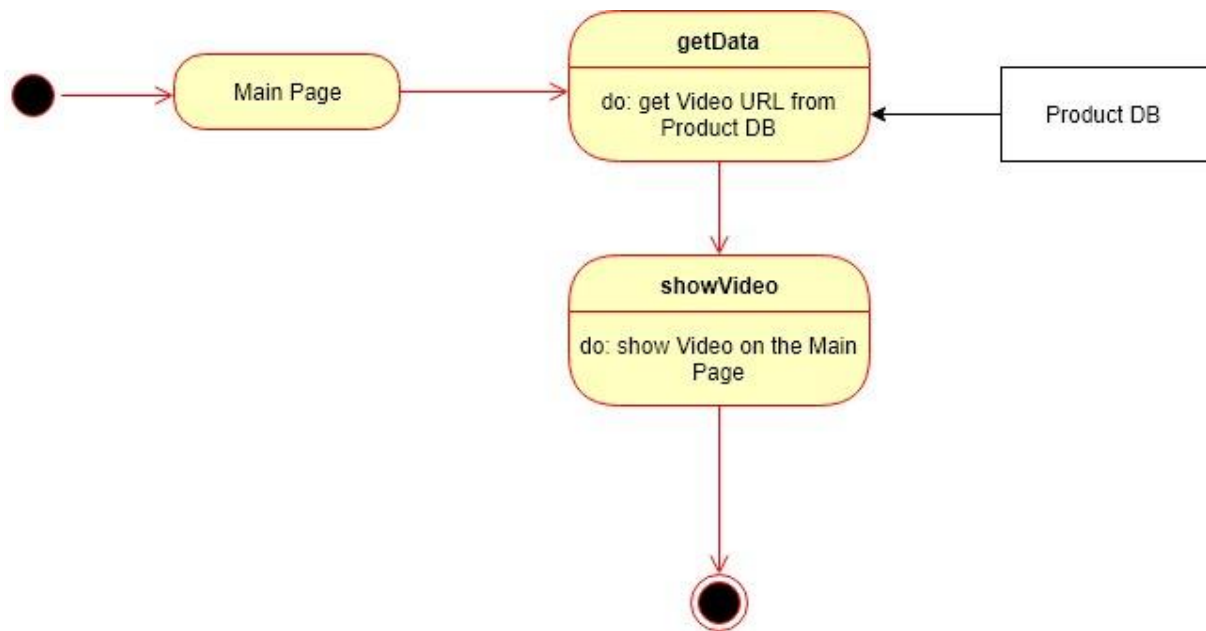 Main Page
getData
do: get Video URL from
Product DB
Product DB
showVideo
do: show Video on the Main
Page